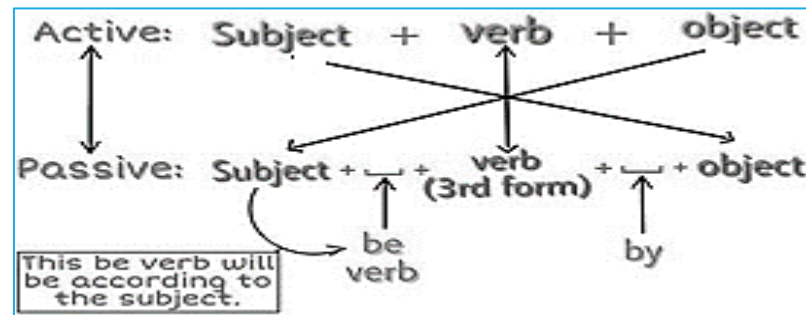 Active: Subject + verb + object
Passive: Subject + + verb + + object
(3rd form)
be by
verb
This be verb will
be according to
the subject.